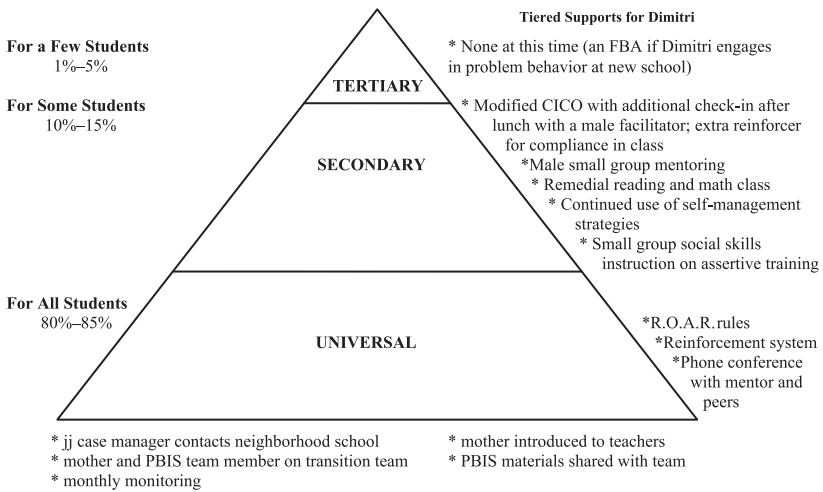 Tiered Supports for Dimitri
For a Few Students
1%–5%
* None at this time (an FBA if Dimitri engages
in problem behavior at new school)
TERTIARY
For Some Students
10%–15%
* Modified CICO with additional check-in after
lunch with a male facilitator; extra reinforcer
for compliance in class
*Male small group mentoring
* Remedial reading and math class
* Continued use of self-management
strategies
* Small group social skills
instruction on assertive training
SECONDARY
For All Students
80%–85%
*R.O.A.R. rules
*Reinforcement system
*Phone conference
with mentor and
peers
UNIVERSAL
* jj case manager contacts neighborhood school
* mother and PBIS team member on transition team
* monthly monitoring
* mother introduced to teachers
* PBIS materials shared with team